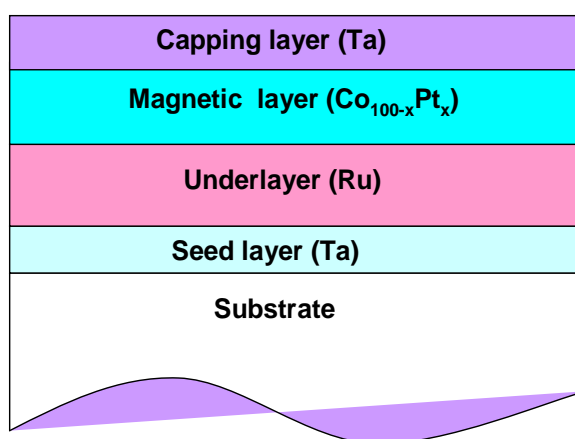 Capping layer (Ta)
Magnetic layer (Co₁₀₀₋ₓPtₓ)
Underlayer (Ru)
Seed layer (Ta)
Substrate